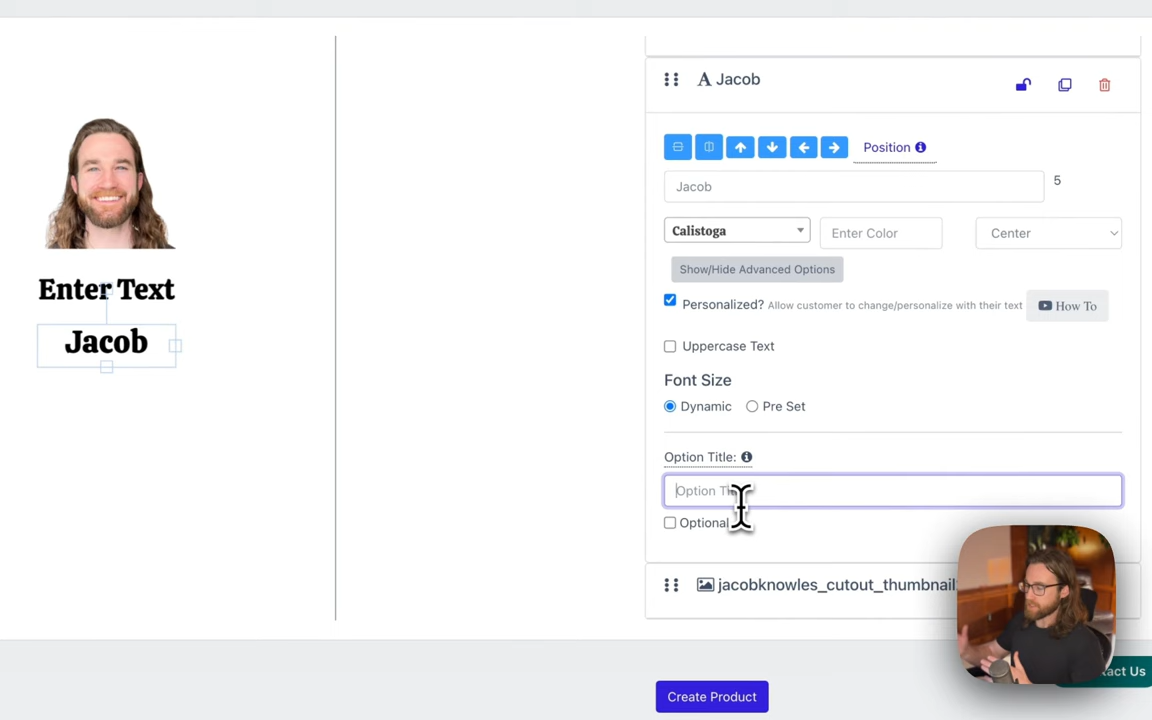 Jacob
Position
Jacob
5
Calistoga
Enter Color
Center
Show/Hide Advanced Options
Personalized? Allow customer to change/personalize with their text
How To
Uppercase Text
Font Size
Dynamic
Pre Set
Option Title:
Option
Optional
jacobknowles_cutout_thumbnail
Enter Text
Jacob
Create Product
Us